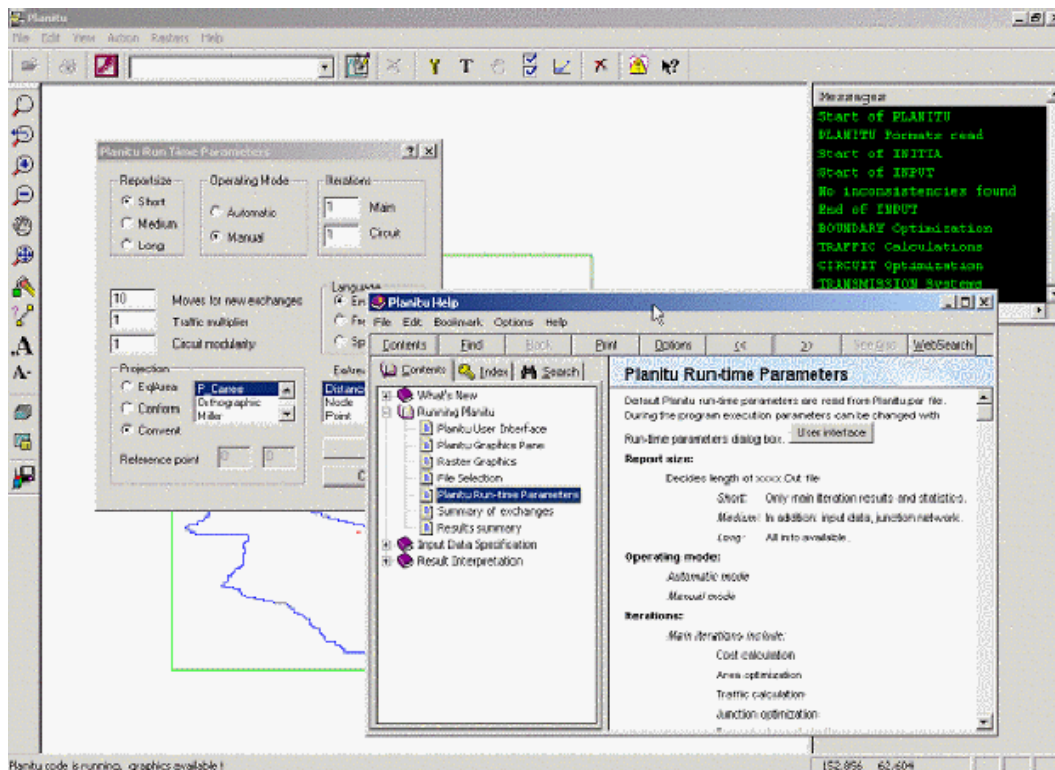 Planitu
File Edit View Action Rasters Help
T
A
A
Messages
Start of PLANITU
PLANITU Formats read
Start of INITIA
Start of INPUT
No inconsistencies found
End of INPUT
BOUNDARY Optimization
TRAFFIC Calculations
CIRCUIT Optimization
TRANSMISSION Systems
Planitu Run Time Parameters
Reportsize
Short
Medium
Long
Operating Mode
Automatic
Manual
Iterations
1 Main
1 Circuit
10 Moves for new exchanges
1 Traffic multiplier
1 Circuit modularity
Language
Projection
EqlArea
Conform
Convent
P_Carree
Orthographic
Miller
Distance
Node
Point
Reference point 0 0
Planitu Help
File Edit Bookmark Options Help
Contents Find Back Print Options << >> See Also WebSearch
Contents Index Search
What's New
Running Planitu
Planitu User Interface
Planitu Graphics Pane
Raster Graphics
File Selection
Planitu Run-time Parameters
Summary of exchanges
Results summary
Input Data Specification
Result Interpretation
Planitu Run-time Parameters
Default Planitu run-time parameters are read from Planitu.par file.
During the program execution parameters can be changed with
Run-time parameters dialog box. User interface
Report size:
Decides length of xxxx.Out file
Short: Only main iteration results and statistics.
Medium: In addition: input data, junction network.
Long: All info available.
Operating mode:
Automatic mode
Manual mode
Iterations:
Main iterations include:
Cost calculation
Area optimization
Traffic calculation
Junction optimization
Planitu code is running, graphics available !
152.856 62.604